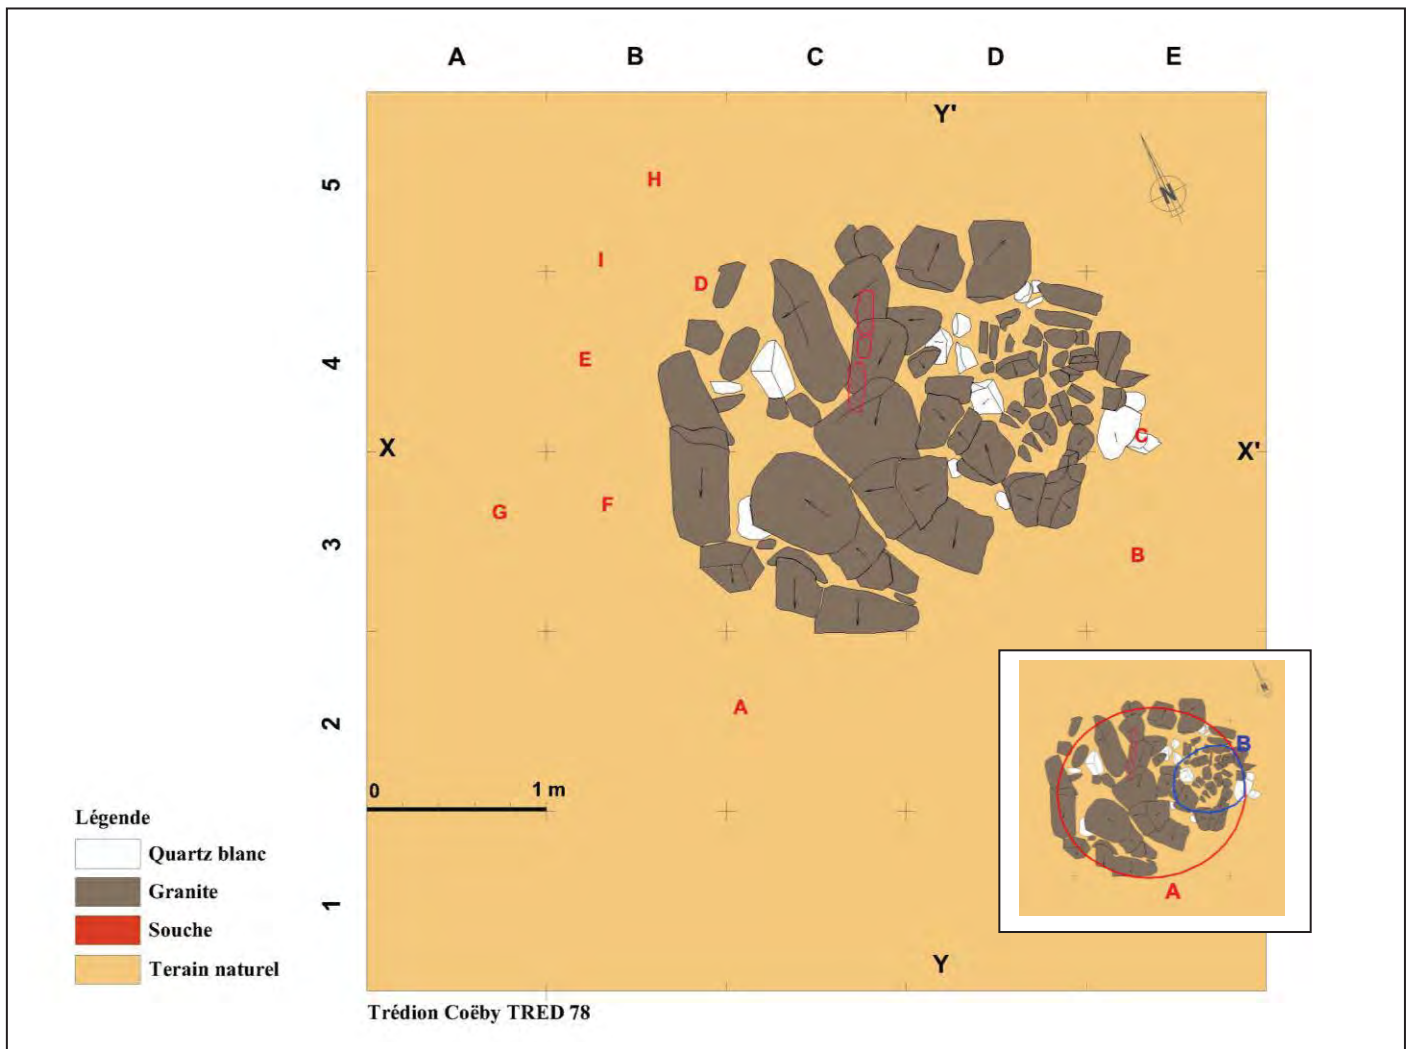 A B C D E
Y'
5
H
N
I
D
4
E
X
C
X'
G
F
3
B
2
A
B
A
0 1 m
Légende
Quartz blanc
Granite
Souche
Terain naturel
1
Y
Trédion Coëby TRED 78